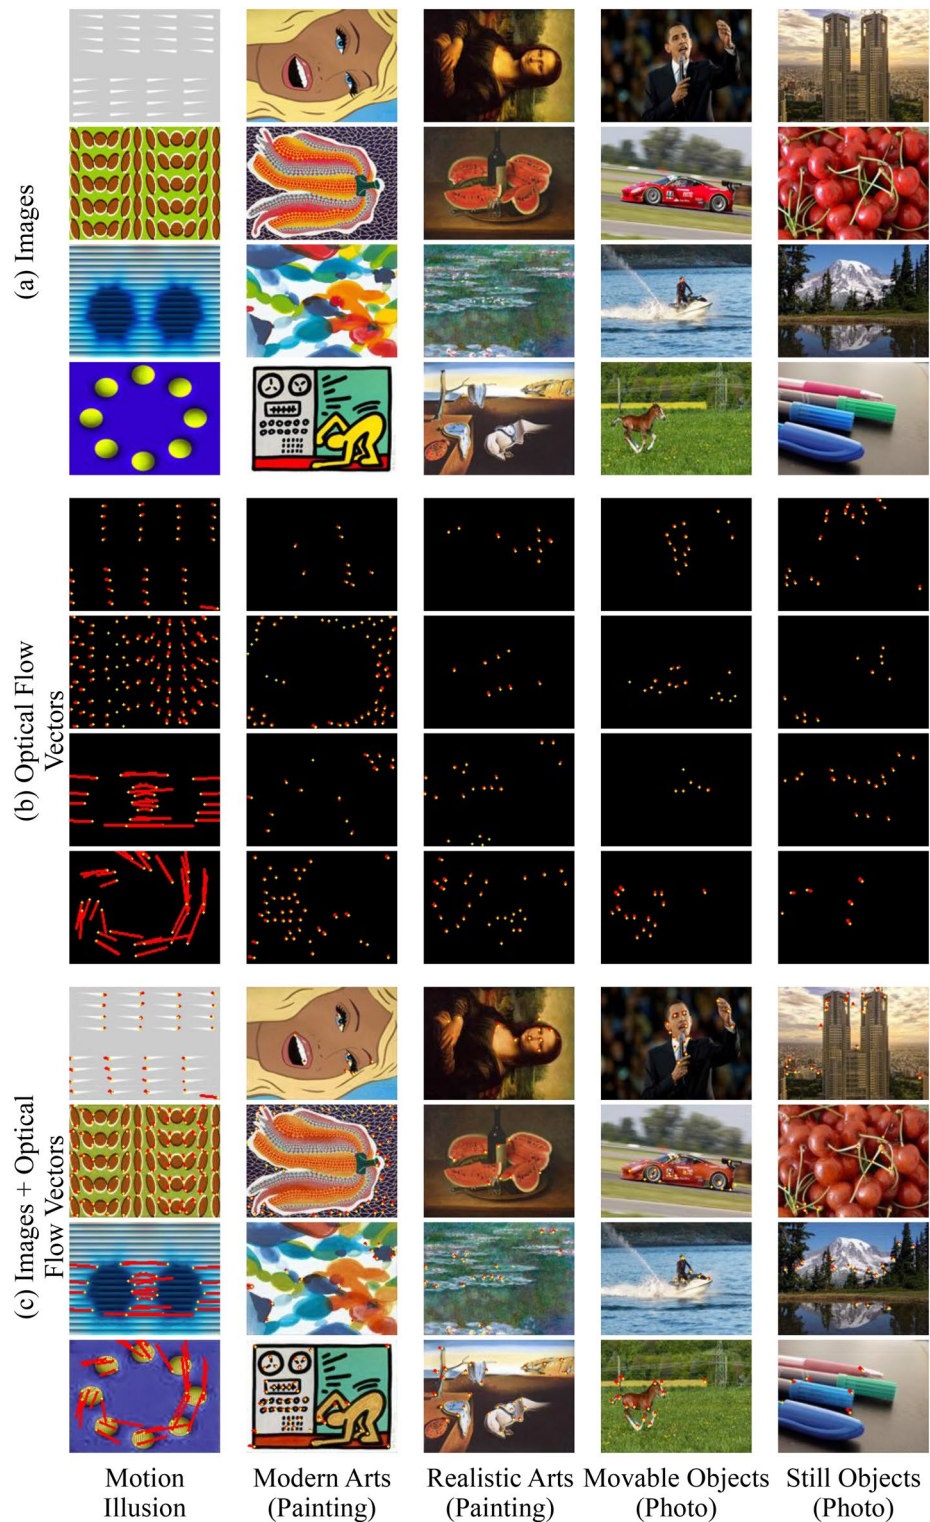 (a) Images
(b) Optical Flow
Vectors
(c) Images + Optical
Flow Vectors
Motion
Illusion
Modern Arts
(Painting)
Realistic Arts
(Painting)
Movable Objects
(Photo)
Still Objects
(Photo)